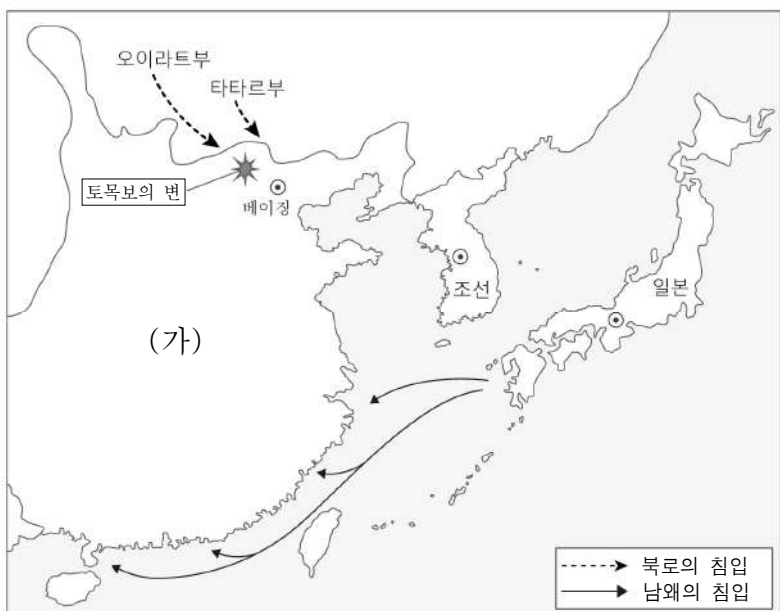 오이라트부
타타르부
토목보의 변
베이징
조선
일본
(가)
북로의 침입
남왜의 침입